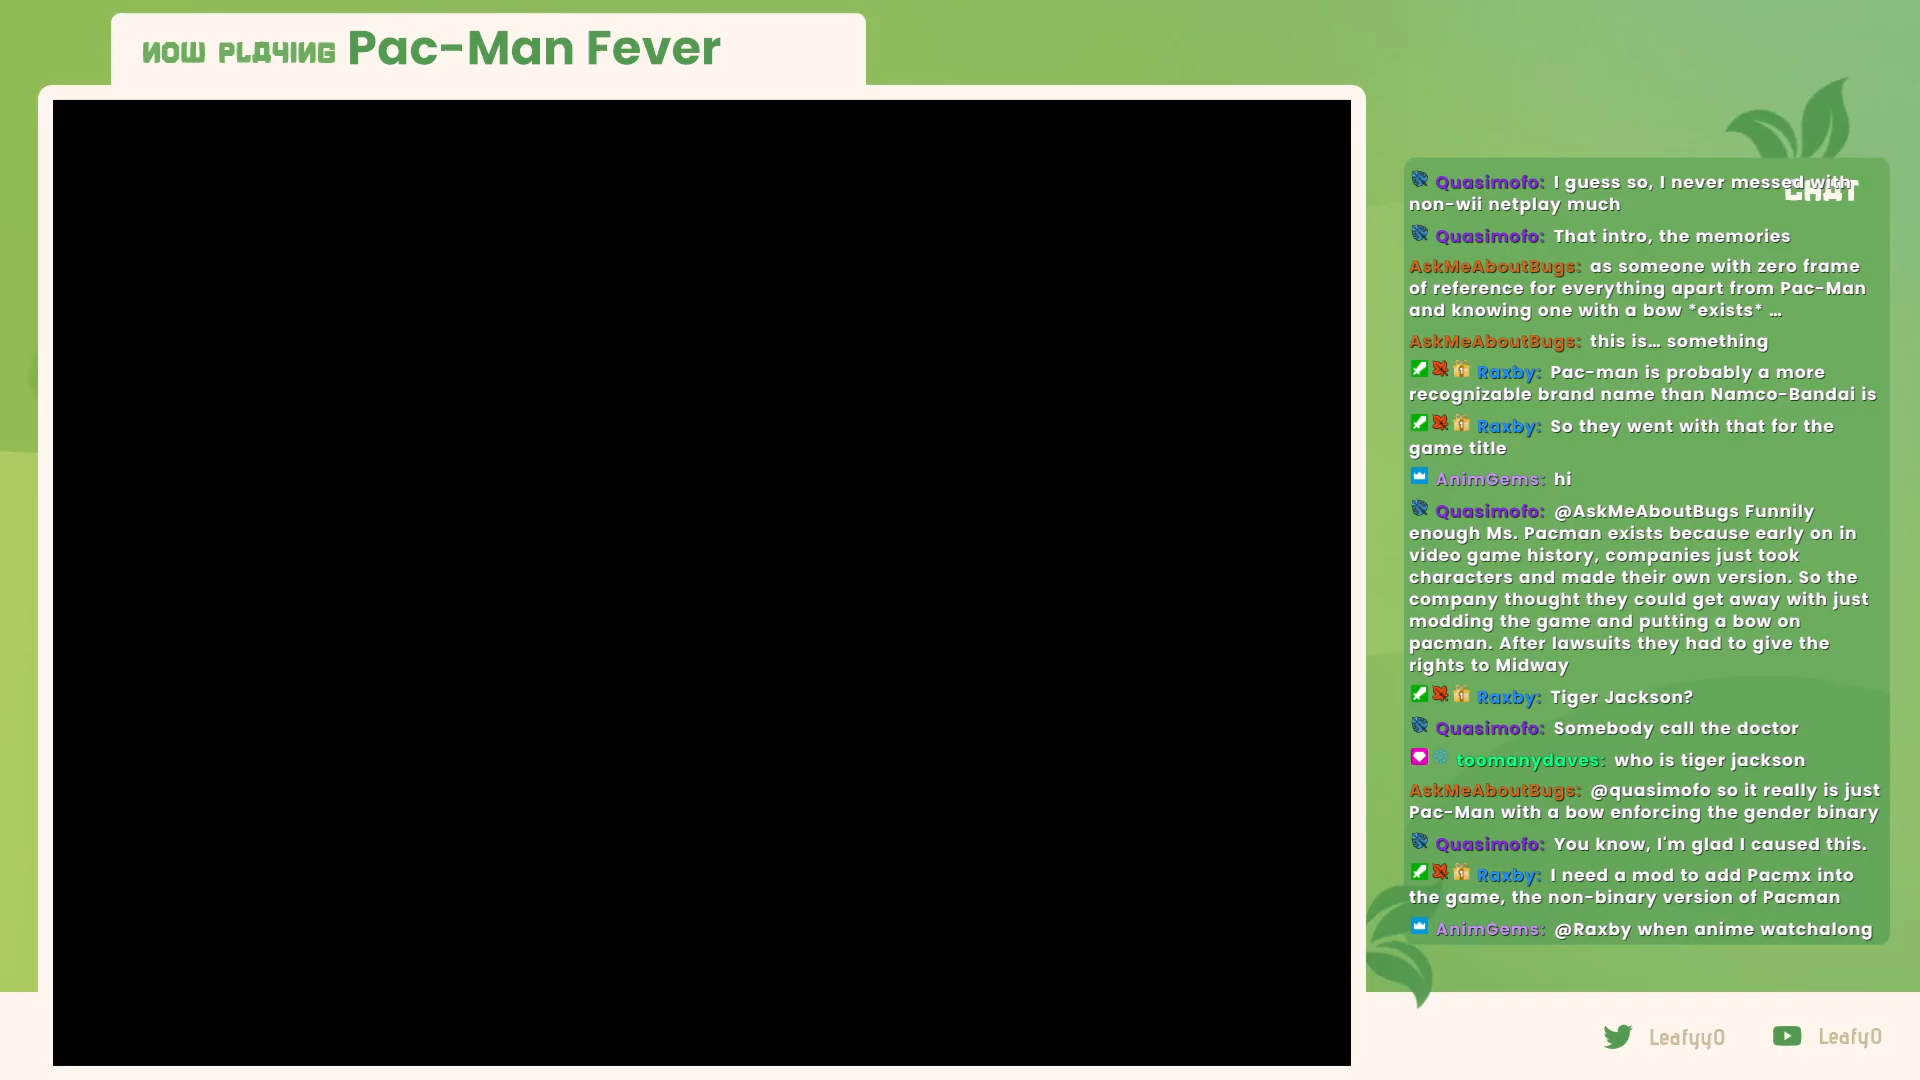 NOW PLAYING Pac-Man Fever
CHAT
Quasimofo: I guess so, I never messed with
non-wii netplay much
Quasimofo: That intro, the memories
AskMeAboutBugs: as someone with zero frame
of reference for everything apart from Pac-Man
and knowing one with a bow *exists* …
AskMeAboutBugs: this is… something
Raxby: Pac-man is probably a more
recognizable brand name than Namco-Bandai is
Raxby: So they went with that for the
game title
AnimGems: hi
Quasimofo: @AskMeAboutBugs Funnily
enough Ms. Pacman exists because early on in
video game history, companies just took
characters and made their own version. So the
company thought they could get away with just
modding the game and putting a bow on
pacman. After lawsuits they had to give the
rights to Midway
Raxby: Tiger Jackson?
Quasimofo: Somebody call the doctor
toomanydaves: who is tiger jackson
AskMeAboutBugs: @quasimofo so it really is just
Pac-Man with a bow enforcing the gender binary
Quasimofo: You know, I'm glad I caused this.
Raxby: I need a mod to add Pacmx into
the game, the non-binary version of Pacman
AnimGems: @Raxby when anime watchalong
Leafyy0
Leafy0